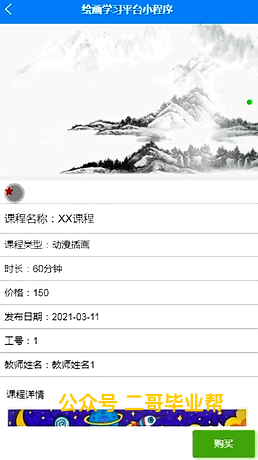 绘画学习平台小程序
课程名称：XX课程
课程类型：动漫插画
时长：60分钟
价格：150
发布日期：2021-03-11
工号：1
教师姓名：教师姓名1
课程详情
公众号 二哥毕业帮
购买